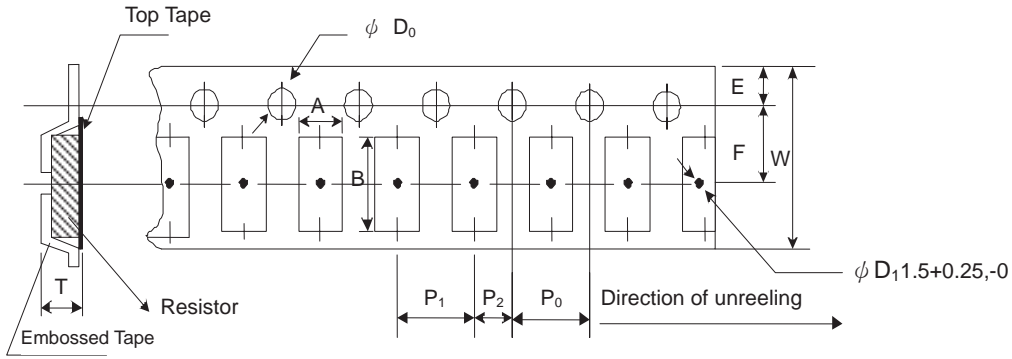 Top Tape
ϕ D₀
E
A
F
W
B
ϕ D₁ 1.5+0.25,-0
T
P₁
P₂
P₀
Direction of unreeling
Resistor
Embossed Tape